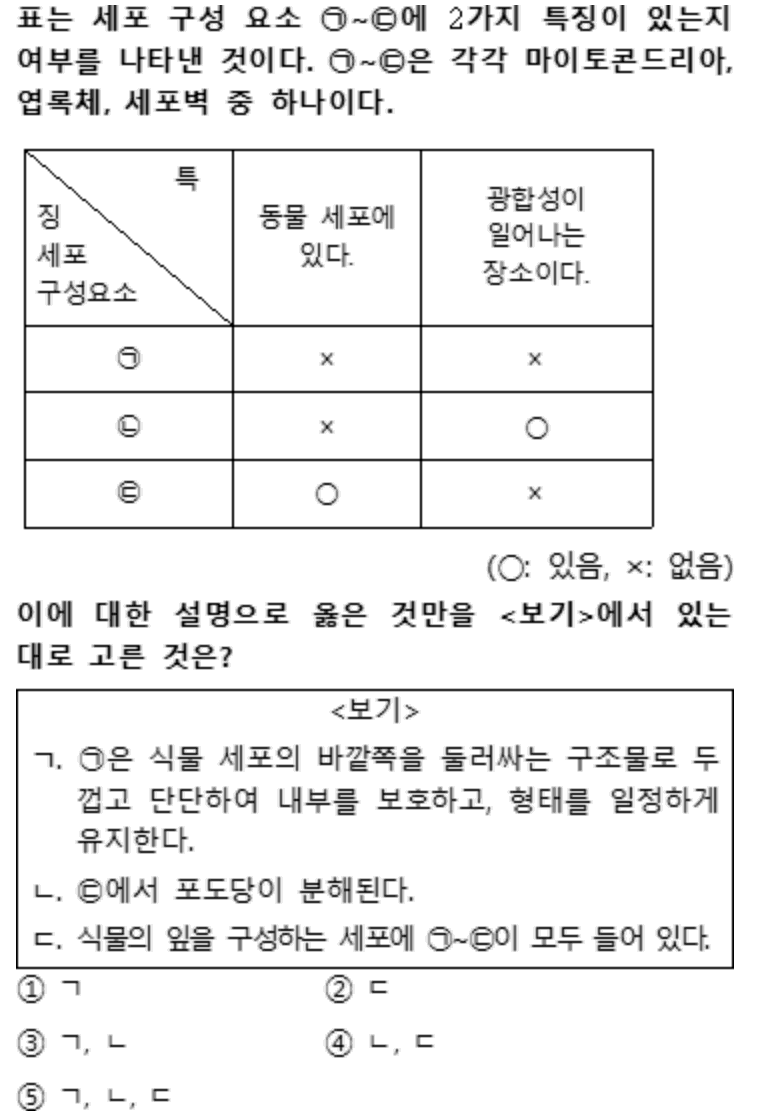 표는 세포 구성 요소 ㉠~㉢에 2가지 특징이 있는지
여부를 나타낸 것이다. ㉠~㉢은 각각 마이토콘드리아,
엽록체, 세포벽 중 하나이다.
특
징
세포
구성요소
동물 세포에
있다.
광합성이
일어나는
장소이다.
㉠ × ×
㉡ × ○
㉢ ○ ×
(○: 있음, ×: 없음)
이에 대한 설명으로 옳은 것만을 <보기>에서 있는
대로 고른 것은?
<보기>
ㄱ. ㉠은 식물 세포의 바깥쪽을 둘러싸는 구조물로 두
껍고 단단하여 내부를 보호하고, 형태를 일정하게
유지한다.
ㄴ. ㉢에서 포도당이 분해된다.
ㄷ. 식물의 잎을 구성하는 세포에 ㉠~㉢이 모두 들어 있다.
① ㄱ ② ㄷ
③ ㄱ, ㄴ ④ ㄴ, ㄷ
⑤ ㄱ, ㄴ, ㄷ